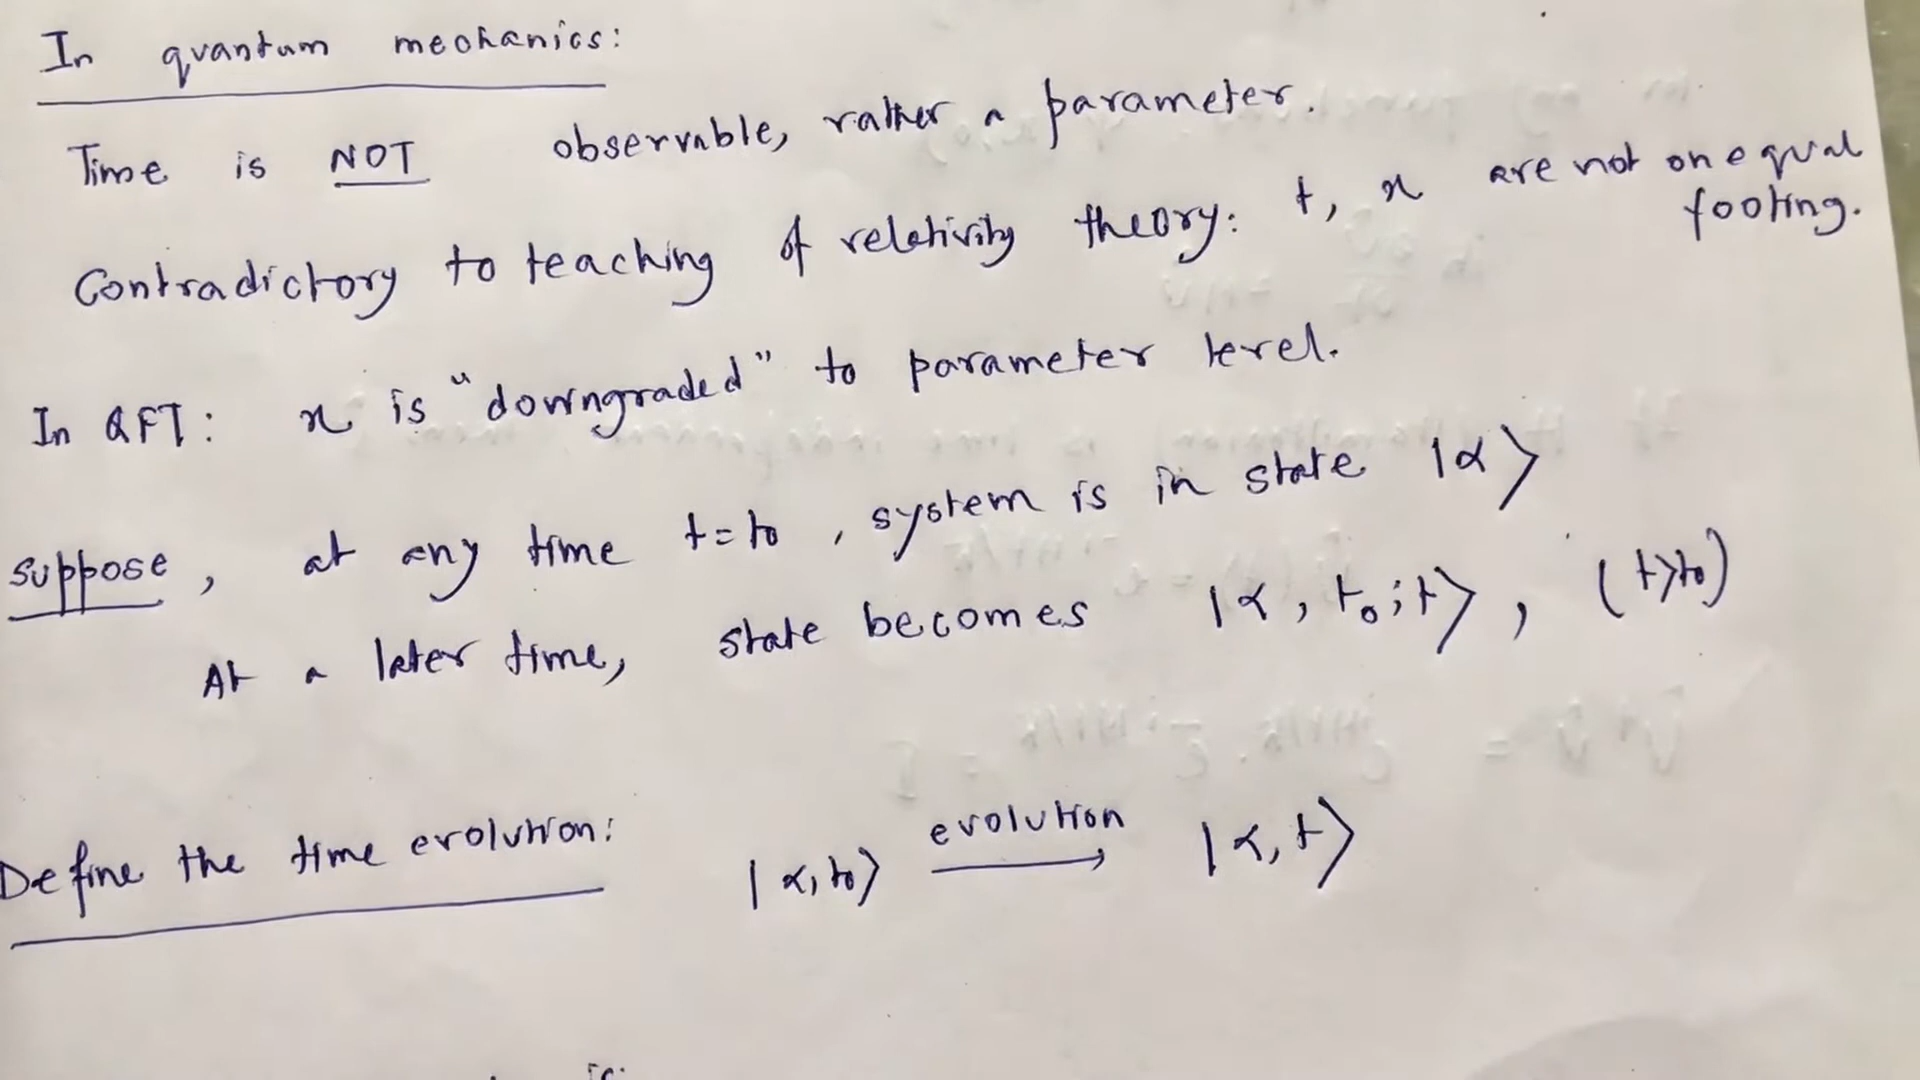 In quantum mechanics:
Time is NOT observable, rather a parameter.
Contradictory to teaching of relativity theory: t, x are not on equal
footing.
In QFT: x is "downgraded" to parameter level.
Suppose, at any time t=t₀, system is in state |α⟩
At a later time, state becomes |α, t₀;t⟩, (t>t₀)
Define the time evolution: |α,t₀⟩ evolution → |α,t⟩